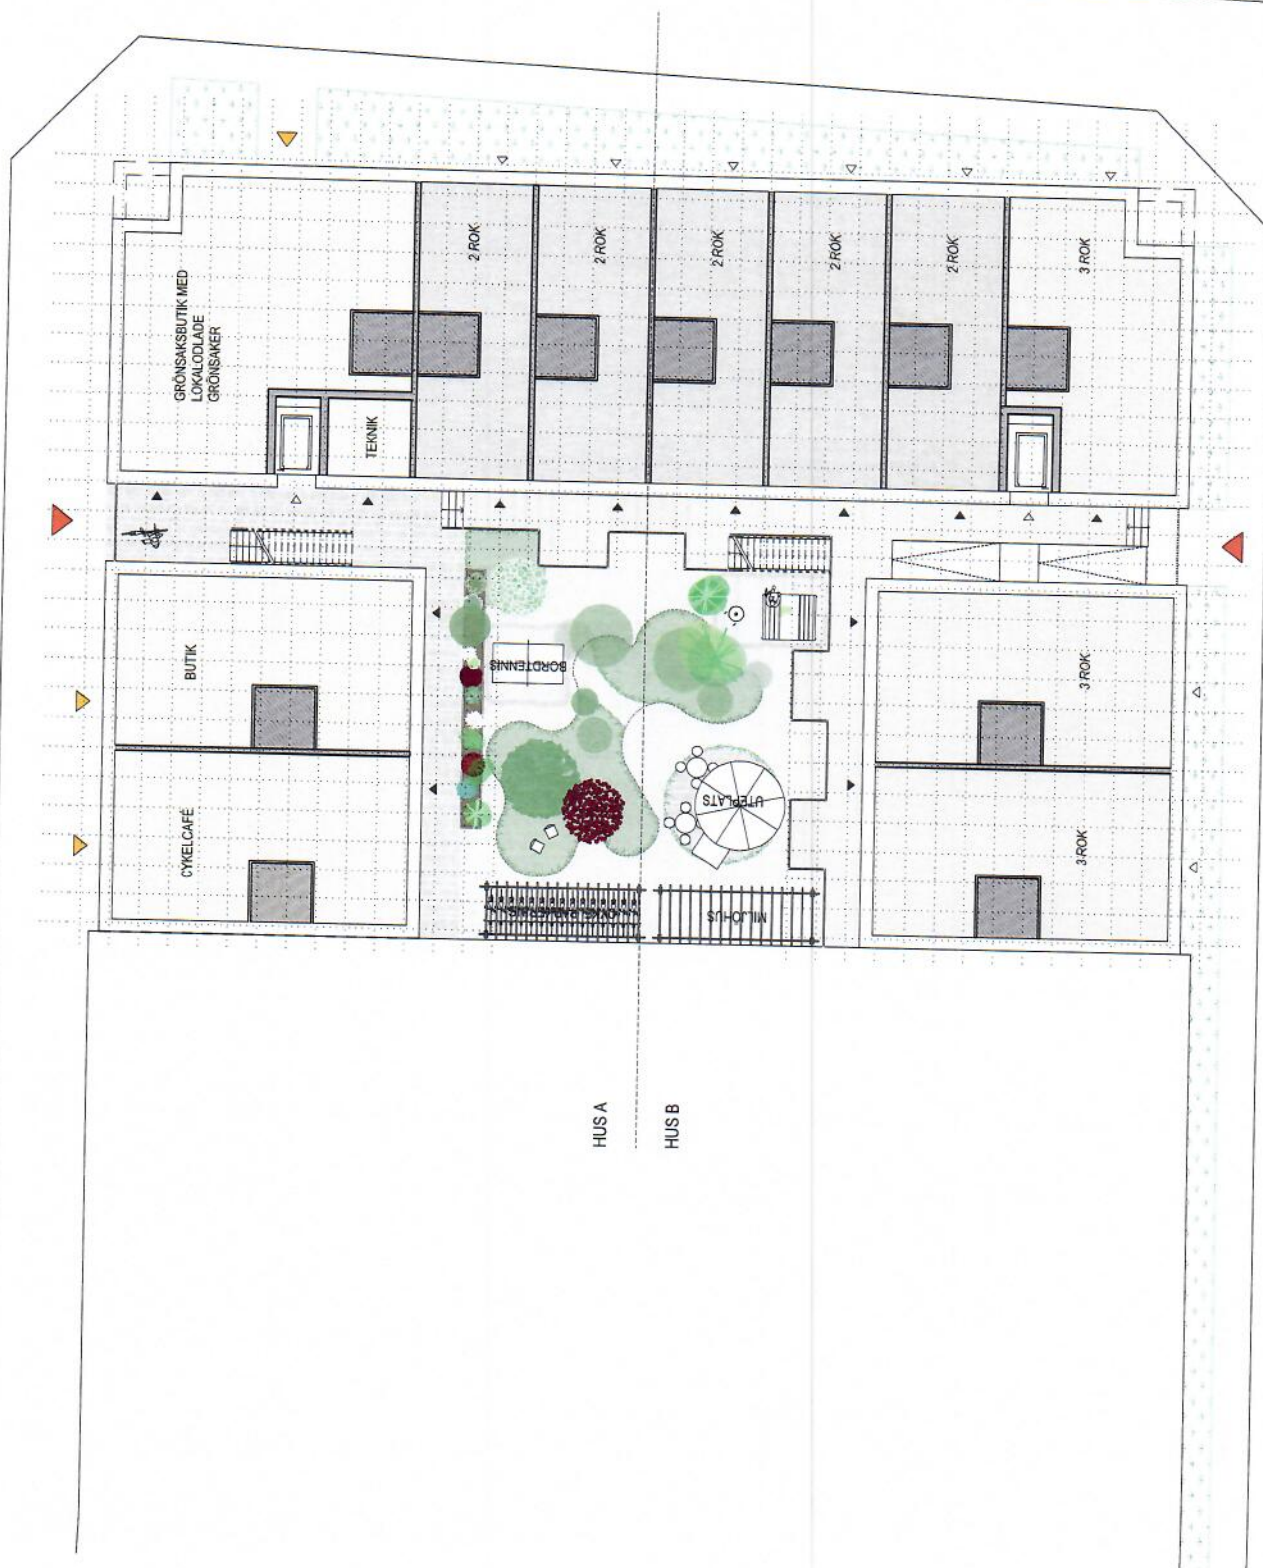 GRÖNSAKSBUTIK MED
LOKALODLADE
GRÖNSAKER
TEKNIK
2 ROK
2 ROK
2 ROK
2 ROK
2 ROK
3 ROK
BUTIK
CYKELCAFÉ
BORDTENNIS
UTEPLATS
MILJÖHUS
3 ROK
3 ROK
HUS A
HUS B